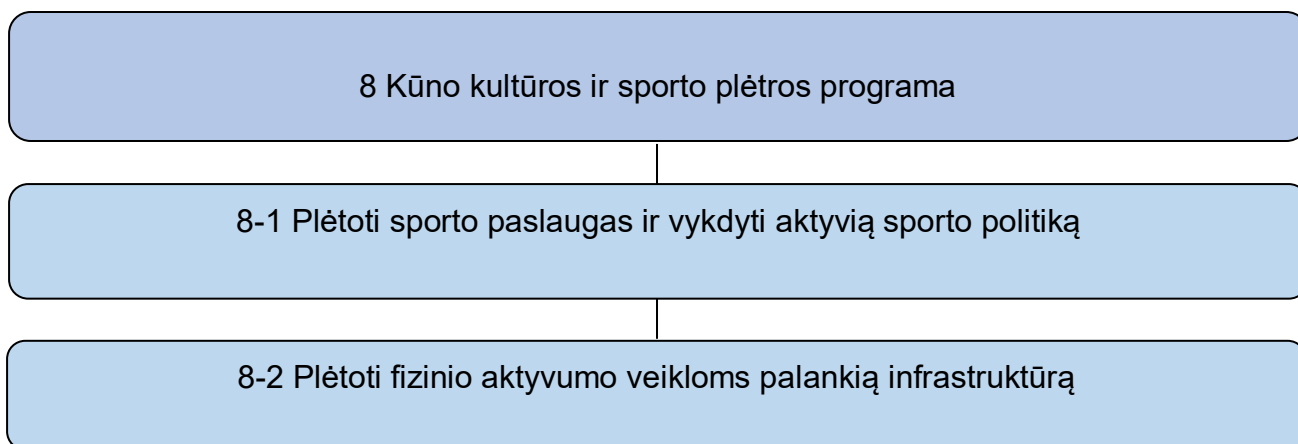 8 Kūno kultūros ir sporto plėtros programa
8-1 Plėtoti sporto paslaugas ir vykdyti aktyvią sporto politiką
8-2 Plėtoti fizinio aktyvumo veikloms palankią infrastruktūrą